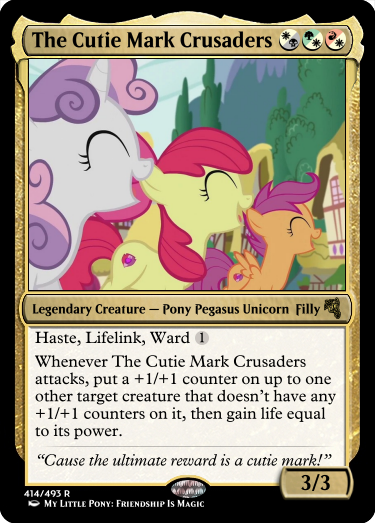 The Cutie Mark Crusaders
Legendary Creature — Pony Pegasus Unicorn Filly
Haste, Lifelink, Ward 1
Whenever The Cutie Mark Crusaders
attacks, put a +1/+1 counter on up to one
other target creature that doesn't have any
+1/+1 counters on it, then gain life equal
to its power.
“Cause the ultimate reward is a cutie mark!”
3/3
414/493 R
My Little Pony: Friendship Is Magic